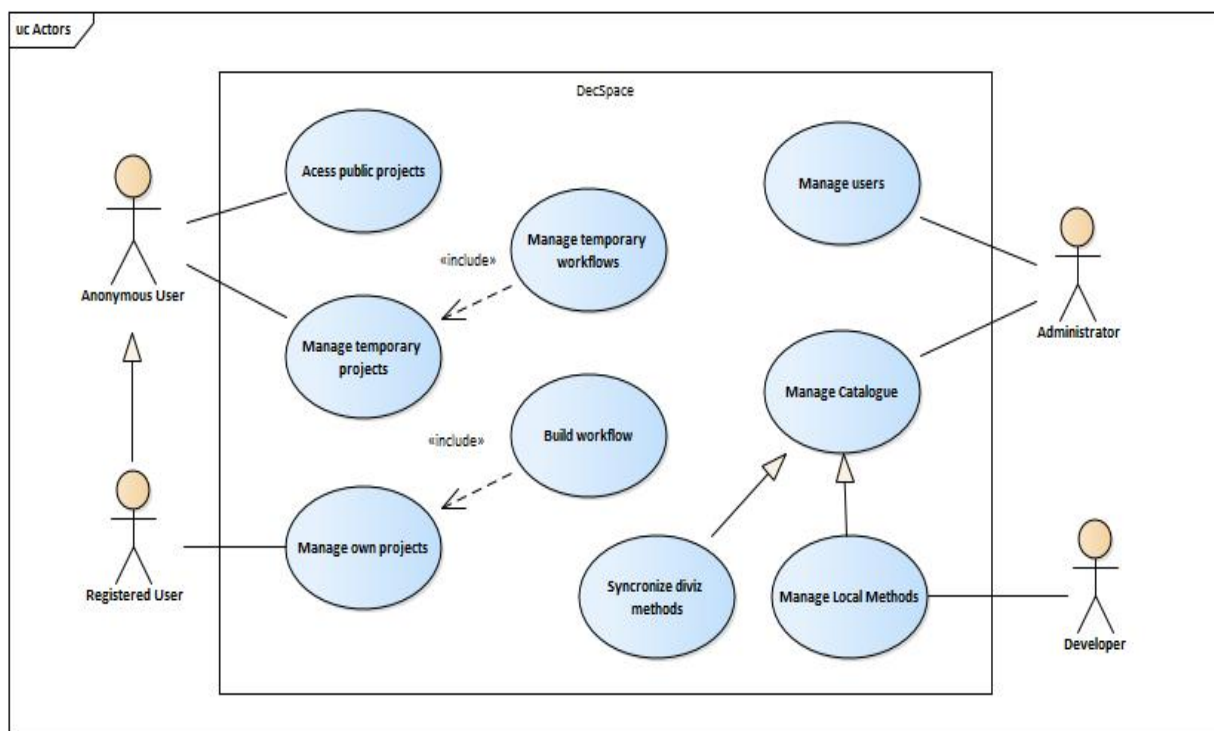 uc Actors
DecSpace
Acess public projects
Manage users
Manage temporary
workflows
«include»
Anonymous User
Administrator
Manage temporary
projects
Manage Catalogue
Build workflow
«include»
Manage own projects
Registered User
Syncronize diviz
methods
Manage Local Methods
Developer